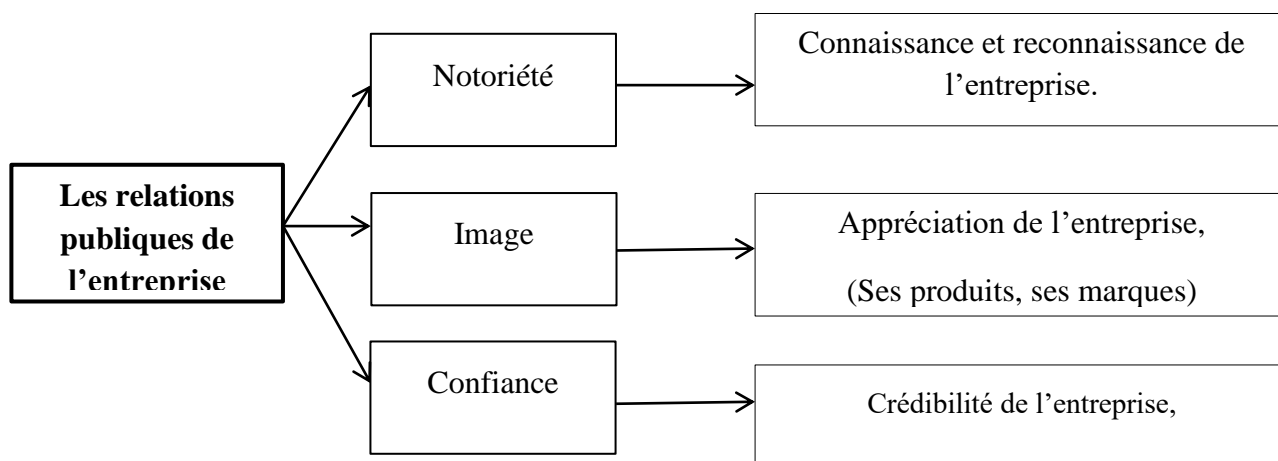 Les relations
publiques de
l’entreprise
Notoriété
Connaissance et reconnaissance de
l’entreprise.
Image
Appréciation de l’entreprise,
(Ses produits, ses marques)
Confiance
Crédibilité de l’entreprise,